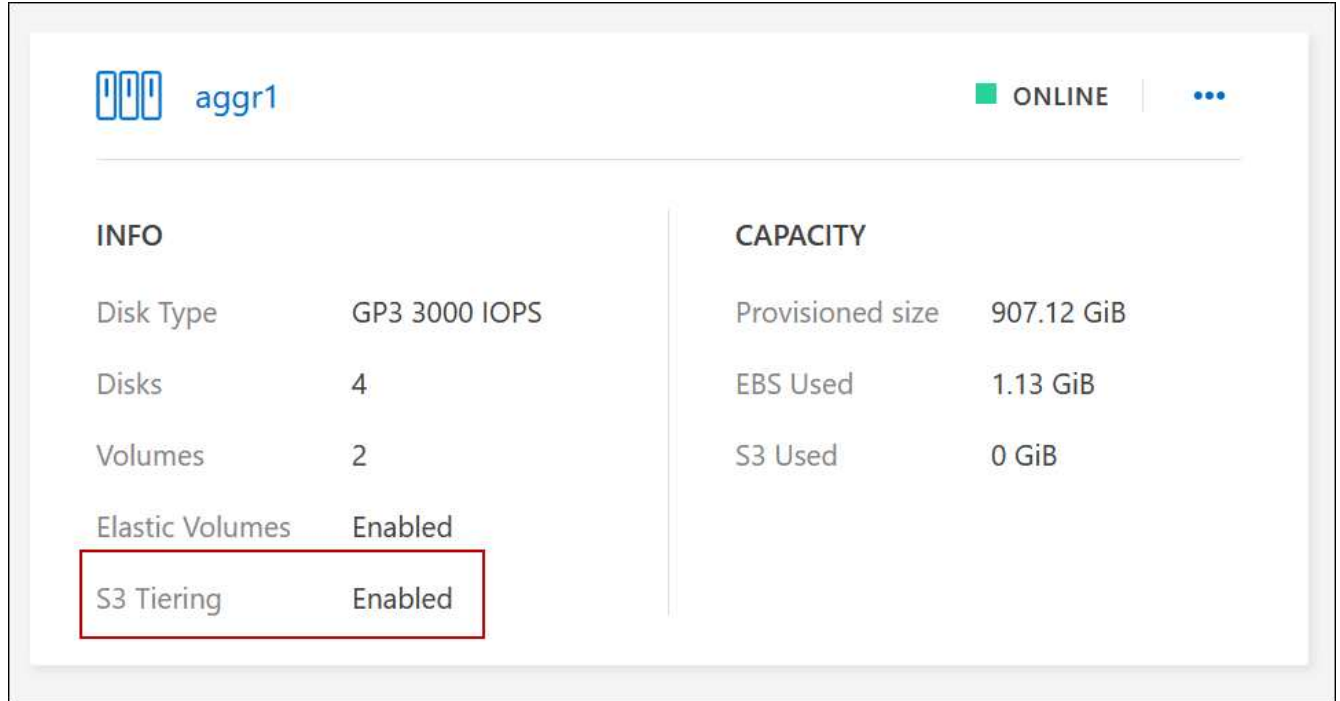 aggr1
ONLINE
INFO
Disk Type GP3 3000 IOPS
Disks 4
Volumes 2
Elastic Volumes Enabled
S3 Tiering Enabled
CAPACITY
Provisioned size 907.12 GiB
EBS Used 1.13 GiB
S3 Used 0 GiB